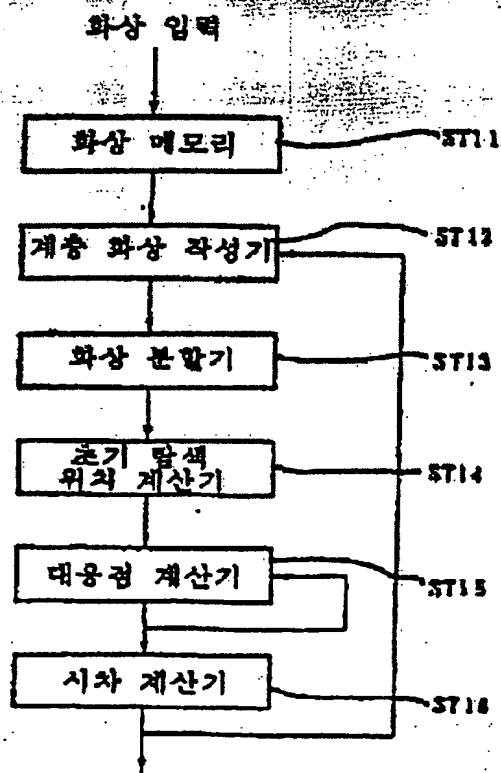 화상 입력
화상 메모리
ST11
계층 화상 작성기
ST12
화상 분할기
ST13
초기 탐색
위치 계산기
ST14
대응점 계산기
ST15
시차 계산기
ST16